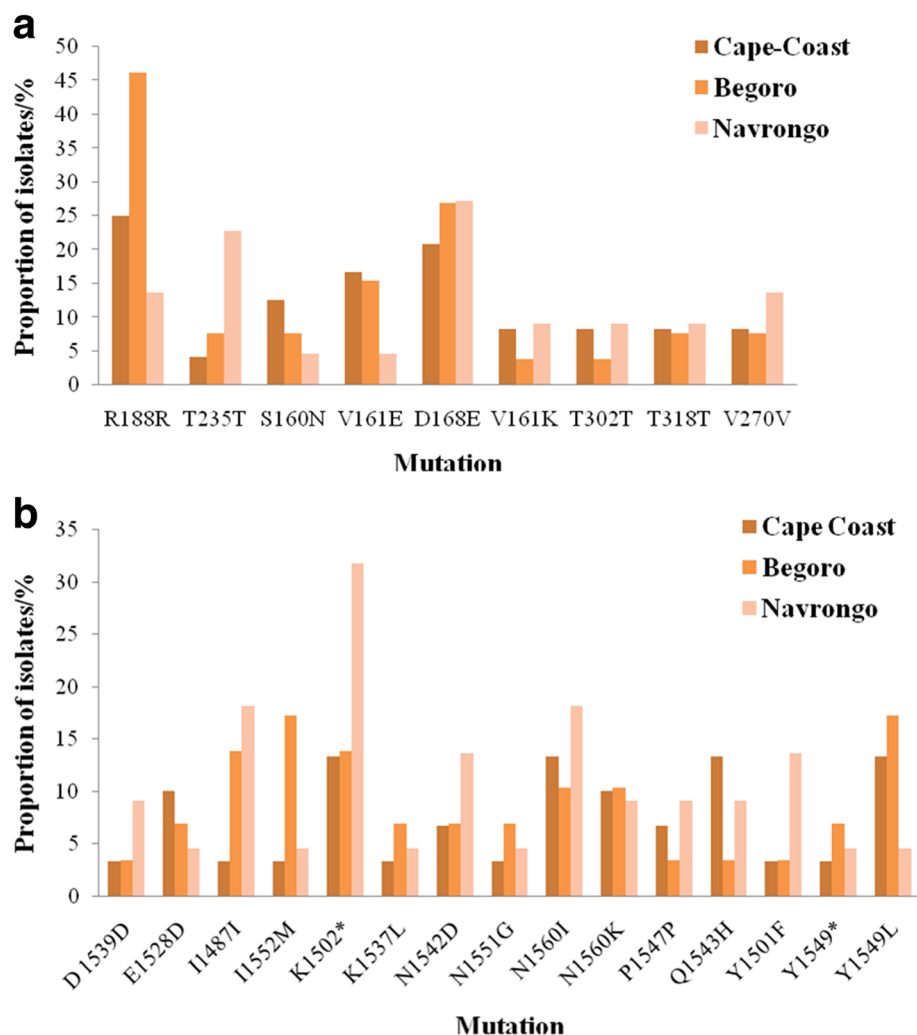 a
50
45
40
35
30
25
20
15
10
5
0
Proportion of isolates/%
Cape-Coast
Begoro
Navrongo
R188R T235T S160N V161E D168E V161K T302T T318T V270V
Mutation
b
35
30
25
20
15
10
5
0
Proportion of isolates/%
Cape Coast
Begoro
Navrongo
D1539D E1528D I1487I I1552M K1502* K1537L N1542D N1551G N1560I N1560K P1547P Q1543H Y1501F Y1549* Y1549L
Mutation